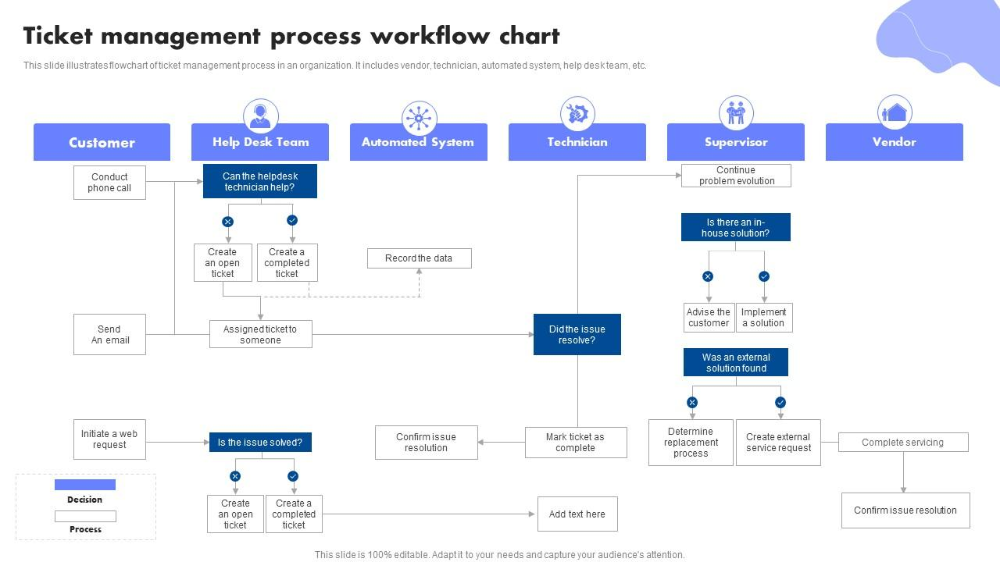 Ticket management process workflow chart
This slide illustrates flowchart of ticket management process in an organization. It includes vendor, technician, automated system, help desk team, etc.
Customer
Help Desk Team
Automated System
Technician
Supervisor
Vendor
Conduct
phone call
Can the helpdesk
technician help?
Continue
problem evolution
Is there an in-
house solution?
Create
an open
ticket
Create a
completed
ticket
Record the data
Advise the
customer
Implement
a solution
Send
An email
Assigned ticket to
someone
Did the issue
resolve?
Was an external
solution found
Initiate a web
request
Is the issue solved?
Confirm issue
resolution
Mark ticket as
complete
Determine
replacement
process
Create external
service request
Complete servicing
Decision
Process
Create
an open
ticket
Create a
completed
ticket
Add text here
Confirm issue resolution
This slide is 100% editable. Adapt it to your needs and capture your audience's attention.